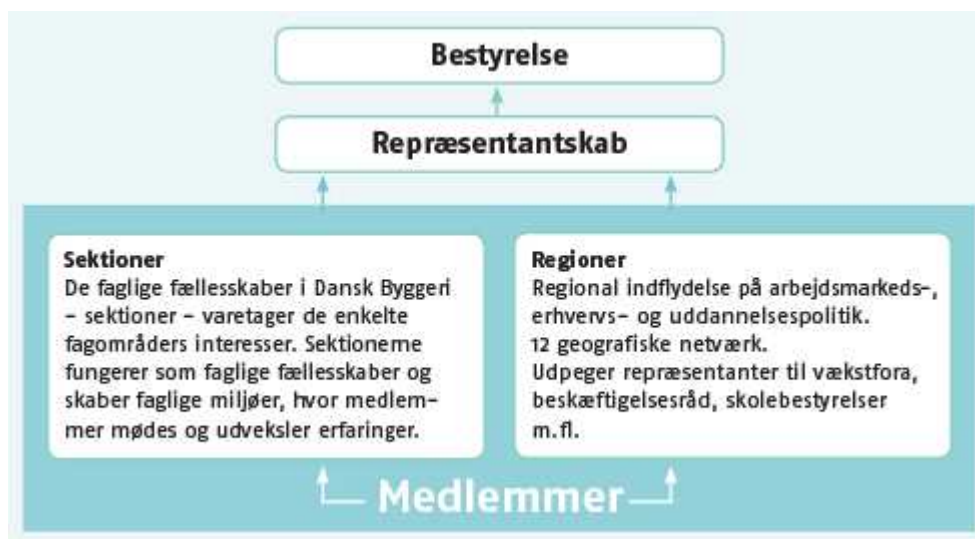 Bestyrelse
Repræsentantskab
Sektioner
De faglige fællesskaber i Dansk Byggeri
– sektioner – varetager de enkelte
fagområders interesser. Sektionerne
fungerer som faglige fællesskaber og
skaber faglige miljøer, hvor medlem-
mer mødes og udveksler erfaringer.
Regioner
Regional indflydelse på arbejdsmarkeds-,
erhvervs- og uddannelsespolitik.
12 geografiske netværk.
Udpeger repræsentanter til vækstfora,
beskæftigelsesråd, skolebestyrelser
m.fl.
Medlemmer